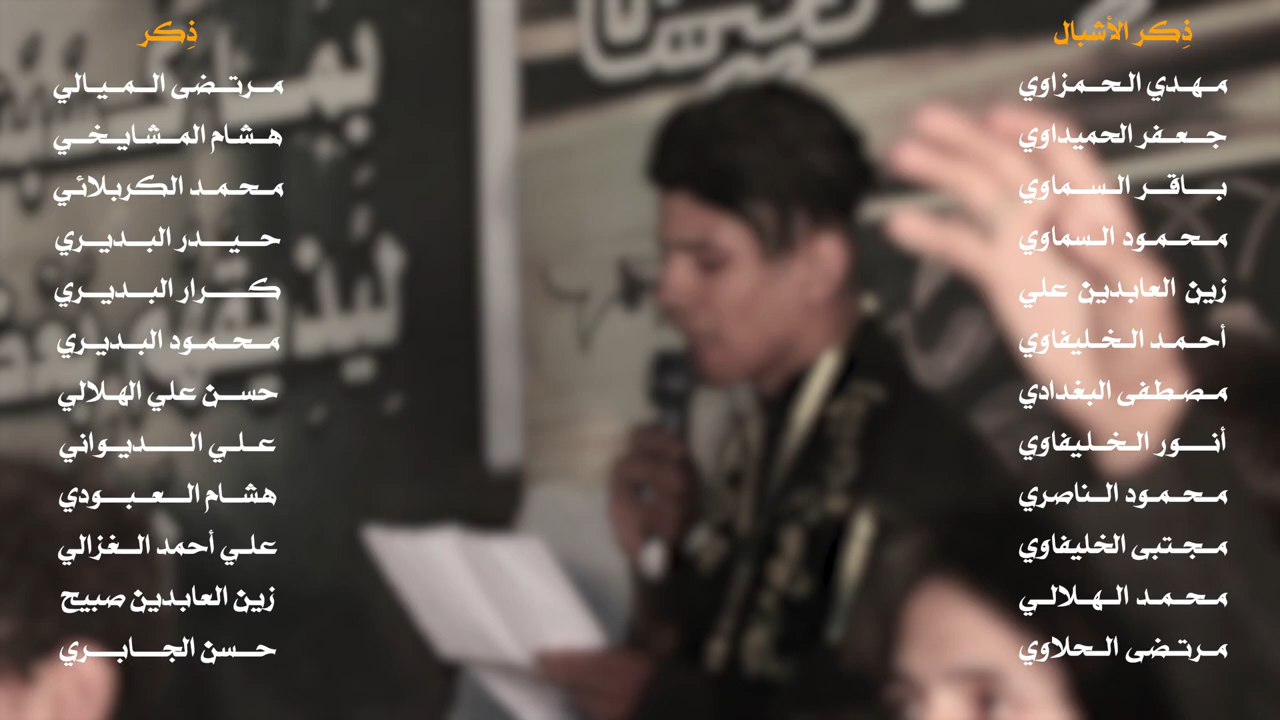 ذِكر الأشبال
مهدي الحمزاوي
جعفر الحميداوي
باقر السماوي
محمود السماوي
زين العابدين علي
أحمد الخليفاوي
مصطفى البغدادي
أنور الخليفاوي
محمود الناصري
مجتبى الخليفاوي
محمد الهلالي
مرتضى الحلاوي
ذِكر
مرتضى الميالي
هشام المشايخي
محمد الكربلائي
حيدر البديري
كرار البديري
محمود البديري
حسن علي الهلالي
علي الديواني
هشام العبودي
علي أحمد الغزالي
زين العابدين صبيح
حسن الجابري